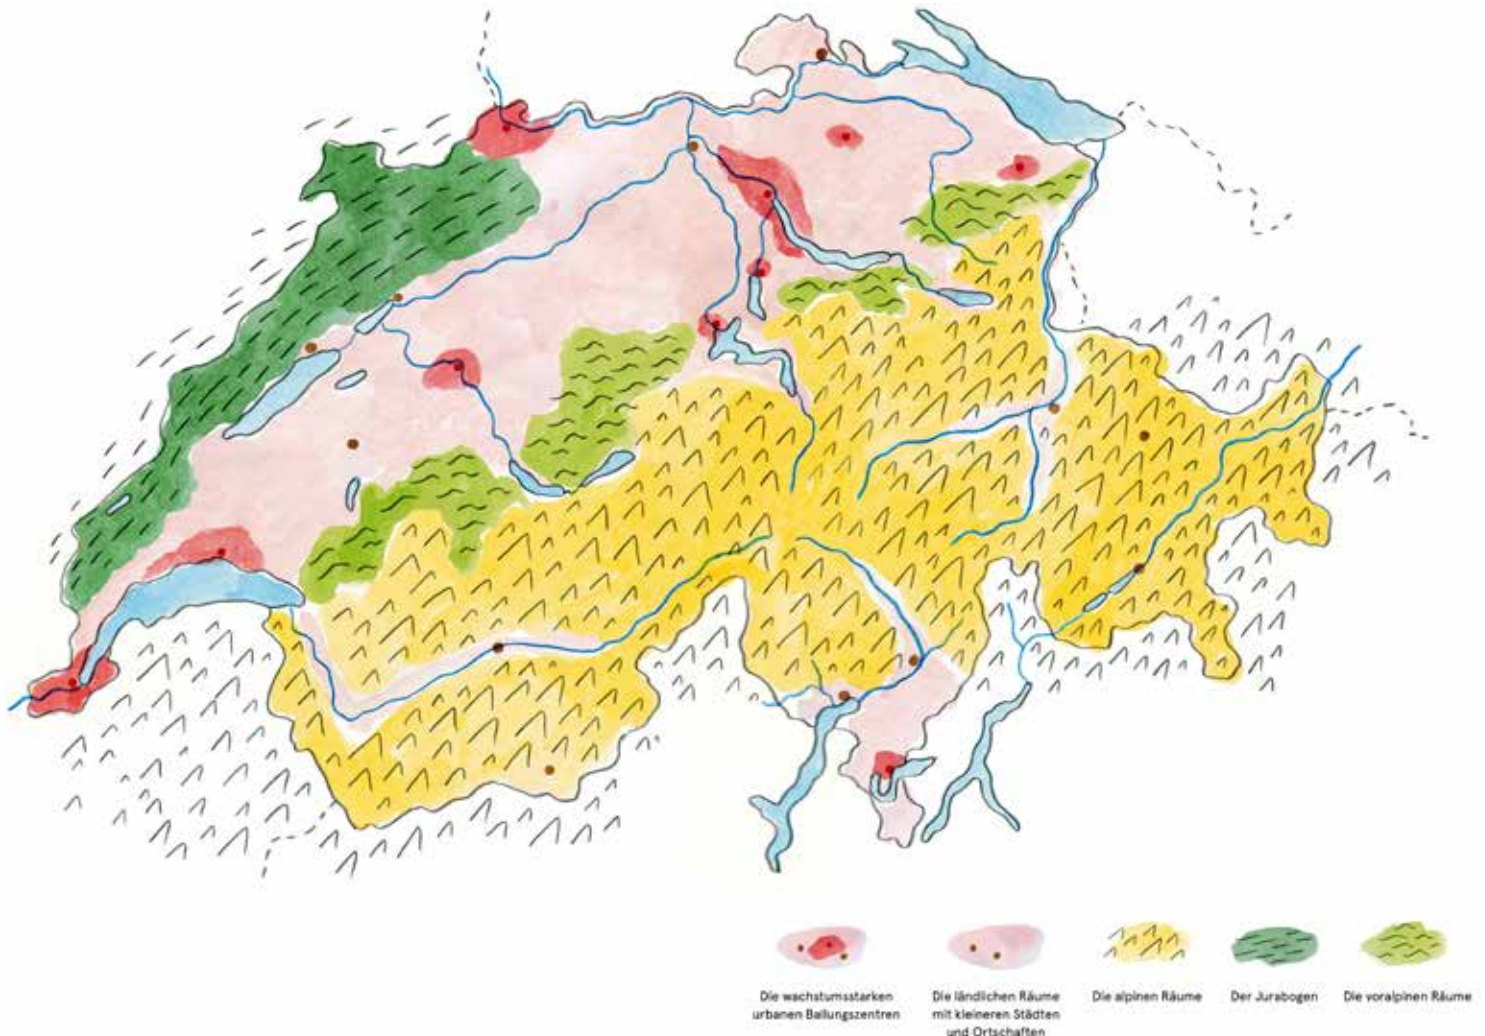 Die wachstumsstarken
urbanen Ballungszentren
Die ländlichen Räume
mit kleineren Städten
und Ortschaften
Die alpinen Räume
Der Jurabogen
Die voralpinen Räume